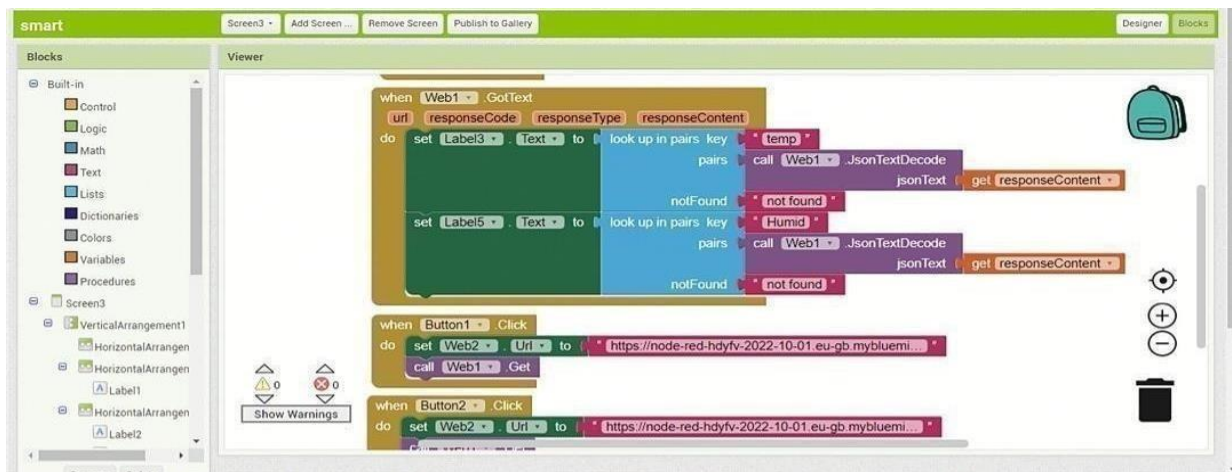 smart Screen3 Add Screen ... Remove Screen Publish to Gallery Designer Blocks
Blocks
Built-in
Control
Logic
Math
Text
Lists
Dictionaries
Colors
Variables
Procedures
Screen3
VerticalArrangement1
HorizontalArrangen
HorizontalArrangen
Label1
HorizontalArrangen
Label2
Viewer
when Web1 .GotText
url responseCode responseType responseContent
do set Label3 . Text to look up in pairs key " temp "
pairs call Web1 .JsonTextDecode
jsonText get responseContent
notFound " not found "
set Label5 . Text to look up in pairs key " Humid "
pairs call Web1 .JsonTextDecode
jsonText get responseContent
notFound " not found "
when Button1 .Click
do set Web2 . Url to " https://node-red-hdyfv-2022-10-01.eu-gb.mybluemi... "
call Web1 .Get
when Button2 .Click
do set Web2 . Url to " https://node-red-hdyfv-2022-10-01.eu-gb.mybluemi... "
0 0
Show Warnings